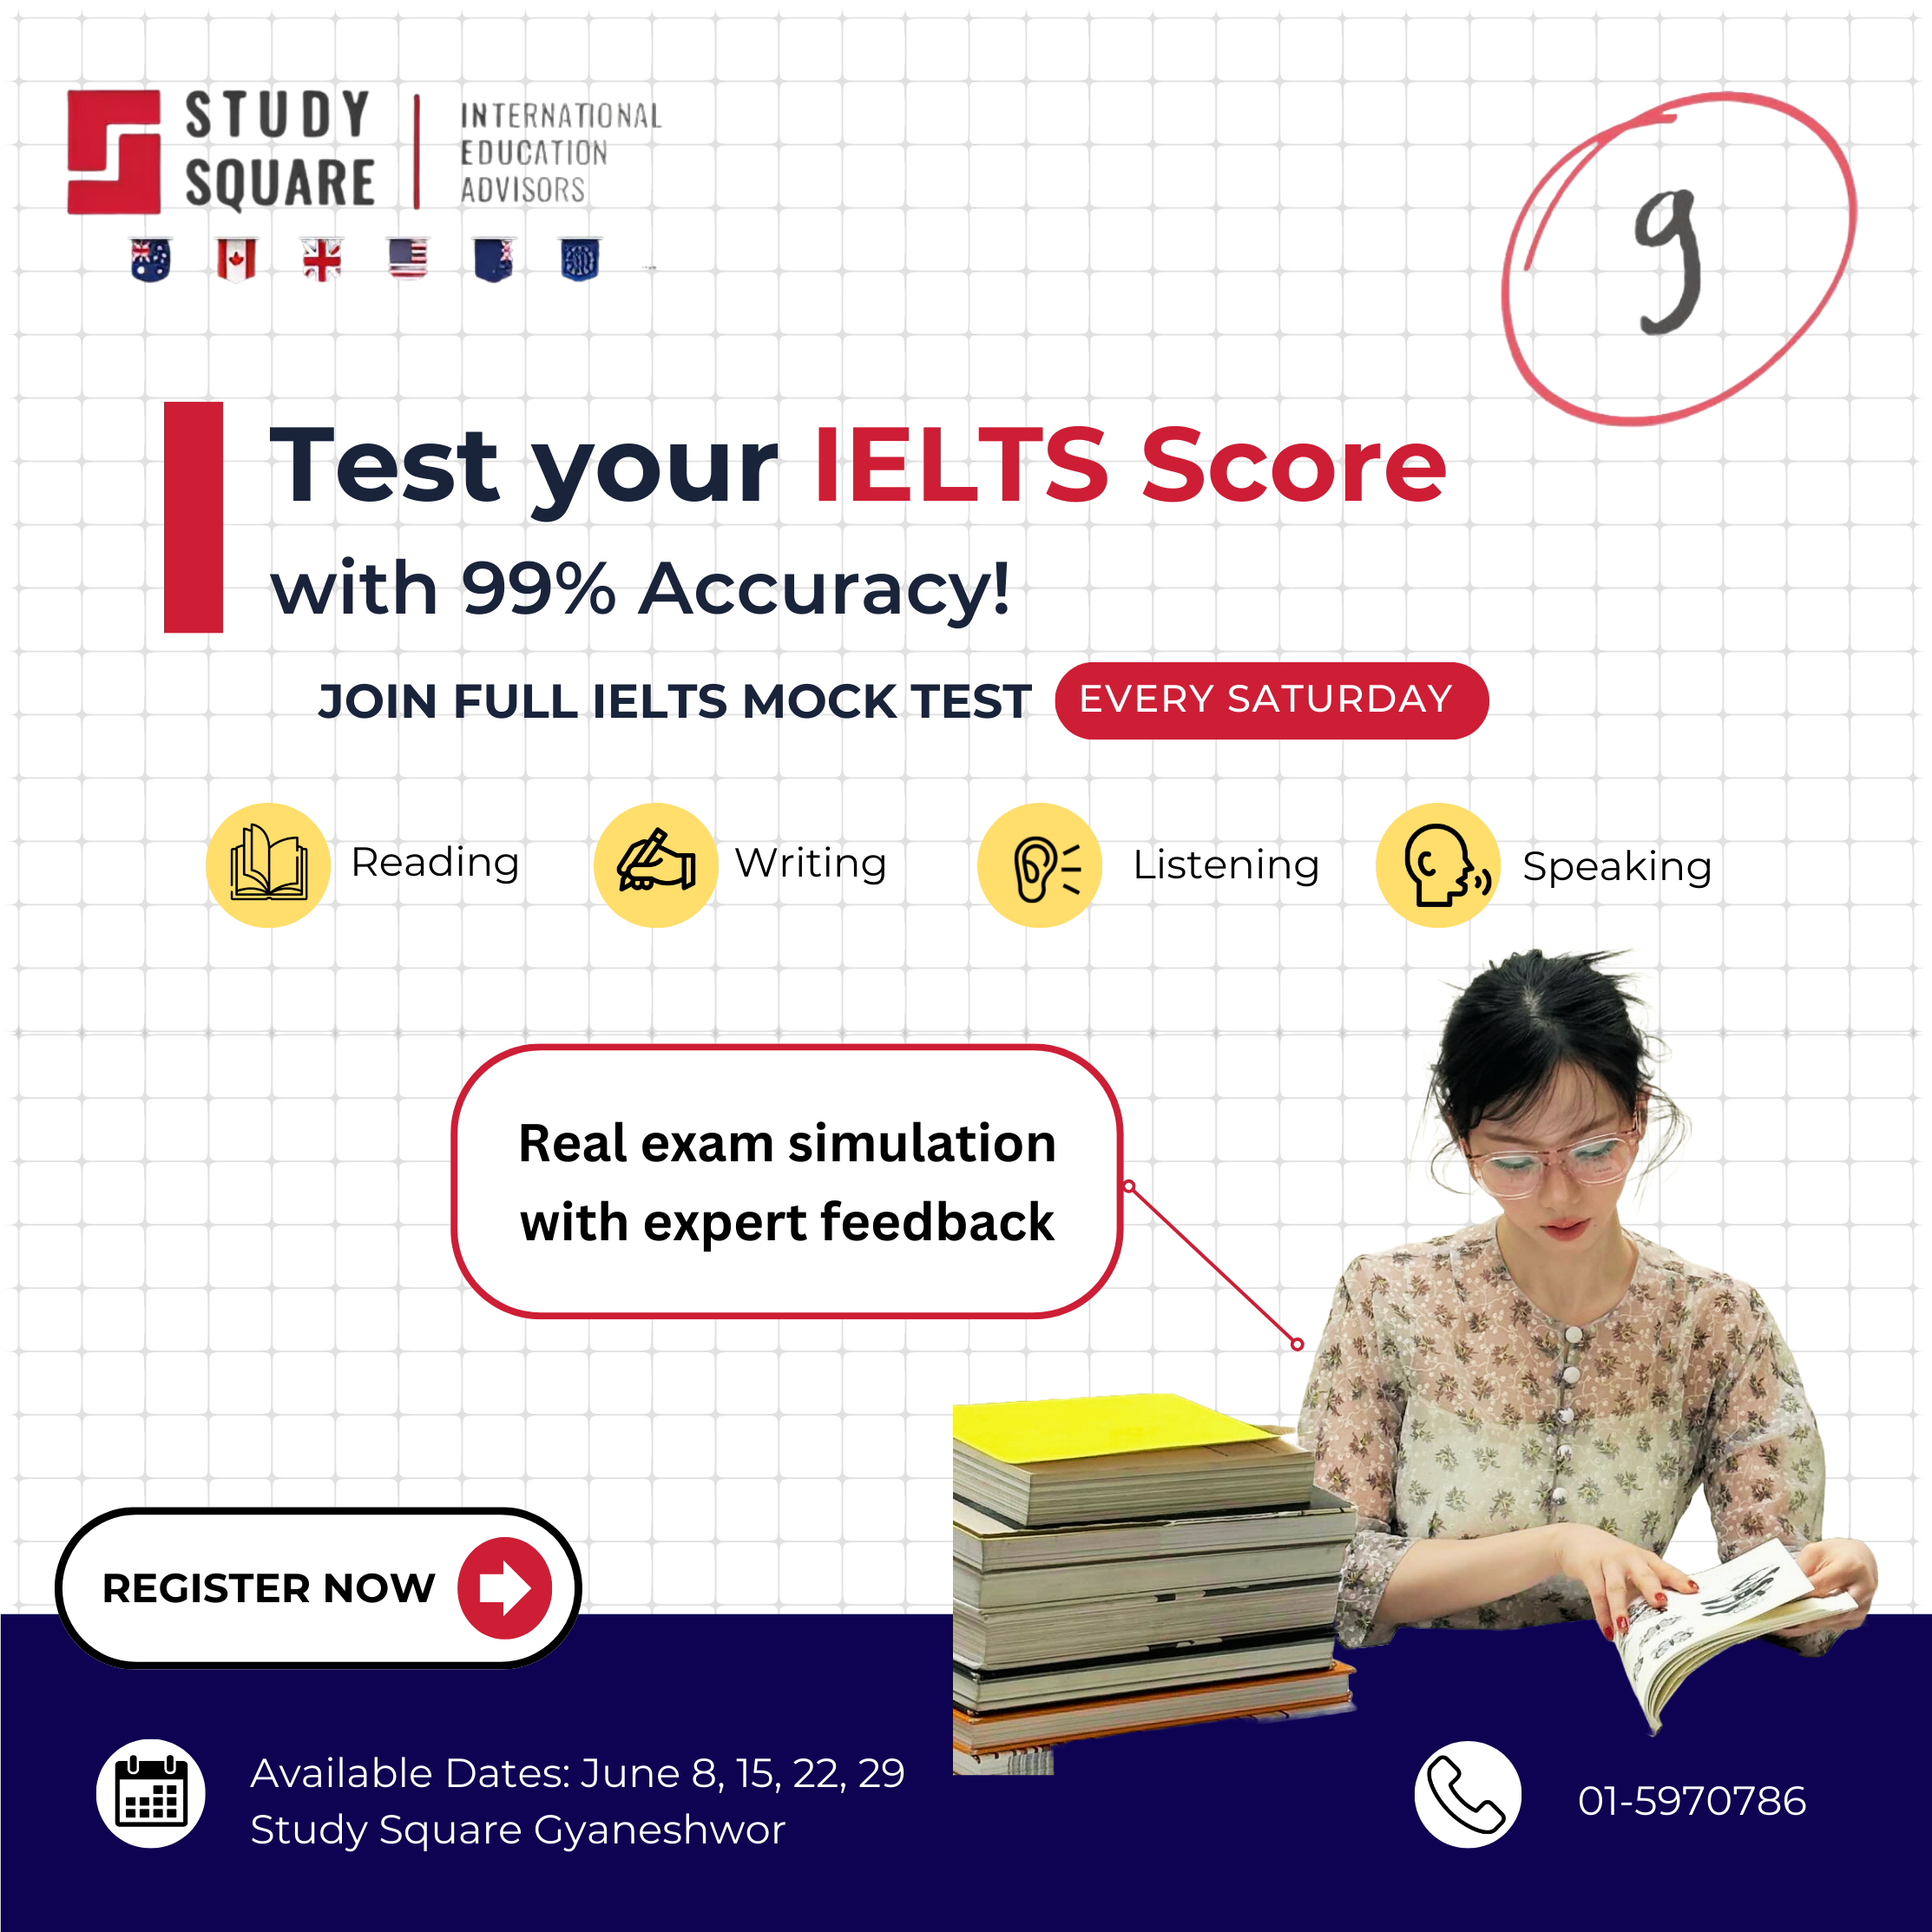 STUDY
SQUARE
INTERNATIONAL
EDUCATION
ADVISORS
9
Test your IELTS Score
with 99% Accuracy!
JOIN FULL IELTS MOCK TEST EVERY SATURDAY
Reading Writing Listening Speaking
Real exam simulation
with expert feedback
REGISTER NOW
Available Dates: June 8, 15, 22, 29
Study Square Gyaneshwor
01-5970786